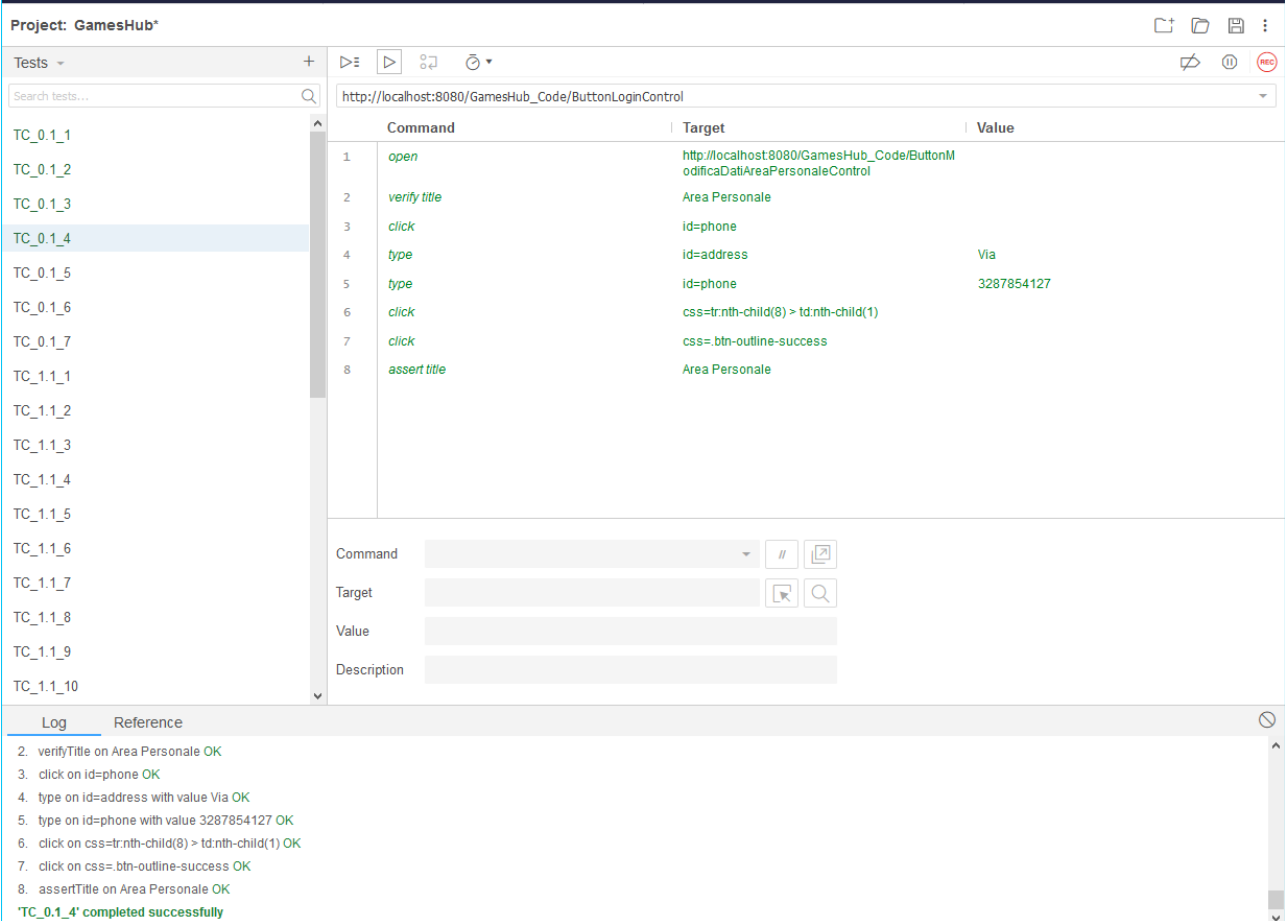 Project: GamesHub*
Tests
Search tests...
TC_0.1_1
TC_0.1_2
TC_0.1_3
TC_0.1_4
TC_0.1_5
TC_0.1_6
TC_0.1_7
TC_1.1_1
TC_1.1_2
TC_1.1_3
TC_1.1_4
TC_1.1_5
TC_1.1_6
TC_1.1_7
TC_1.1_8
TC_1.1_9
TC_1.1_10
REC
http://localhost:8080/GamesHub_Code/ButtonLoginControl
Command Target Value
1 open http://localhost:8080/GamesHub_Code/ButtonM
odificaDatiAreaPersonaleControl
2 verify title Area Personale
3 click id=phone
4 type id=address Via
5 type id=phone 3287854127
6 click css=tr:nth-child(8) > td:nth-child(1)
7 click css=.btn-outline-success
8 assert title Area Personale
Command //
Target
Value
Description
Log Reference
2. verifyTitle on Area Personale OK
3. click on id=phone OK
4. type on id=address with value Via OK
5. type on id=phone with value 3287854127 OK
6. click on css=tr:nth-child(8) > td:nth-child(1) OK
7. click on css=.btn-outline-success OK
8. assertTitle on Area Personale OK
'TC_0.1_4' completed successfully